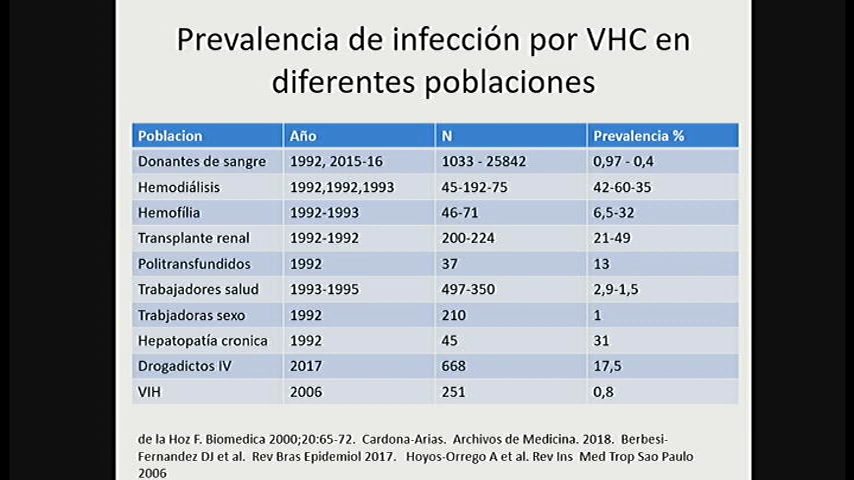 Prevalencia de infección por VHC en
diferentes poblaciones
Poblacion Año N Prevalencia %
Donantes de sangre 1992, 2015-16 1033 - 25842 0,97 - 0,4
Hemodiálisis 1992,1992,1993 45-192-75 42-60-35
Hemofília 1992-1993 46-71 6,5-32
Transplante renal 1992-1992 200-224 21-49
Politransfundidos 1992 37 13
Trabajadores salud 1993-1995 497-350 2,9-1,5
Trabjadoras sexo 1992 210 1
Hepatopatía cronica 1992 45 31
Drogadictos IV 2017 668 17,5
VIH 2006 251 0,8
de la Hoz F. Biomedica 2000;20:65-72. Cardona-Arias. Archivos de Medicina. 2018. Berbesi-
Fernandez DJ et al. Rev Bras Epidemiol 2017. Hoyos-Orrego A et al. Rev Ins Med Trop Sao Paulo
2006